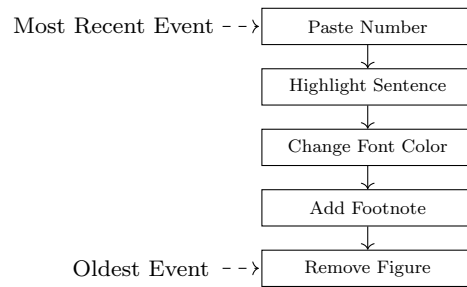 Most Recent Event
Paste Number
Highlight Sentence
Change Font Color
Add Footnote
Oldest Event
Remove Figure